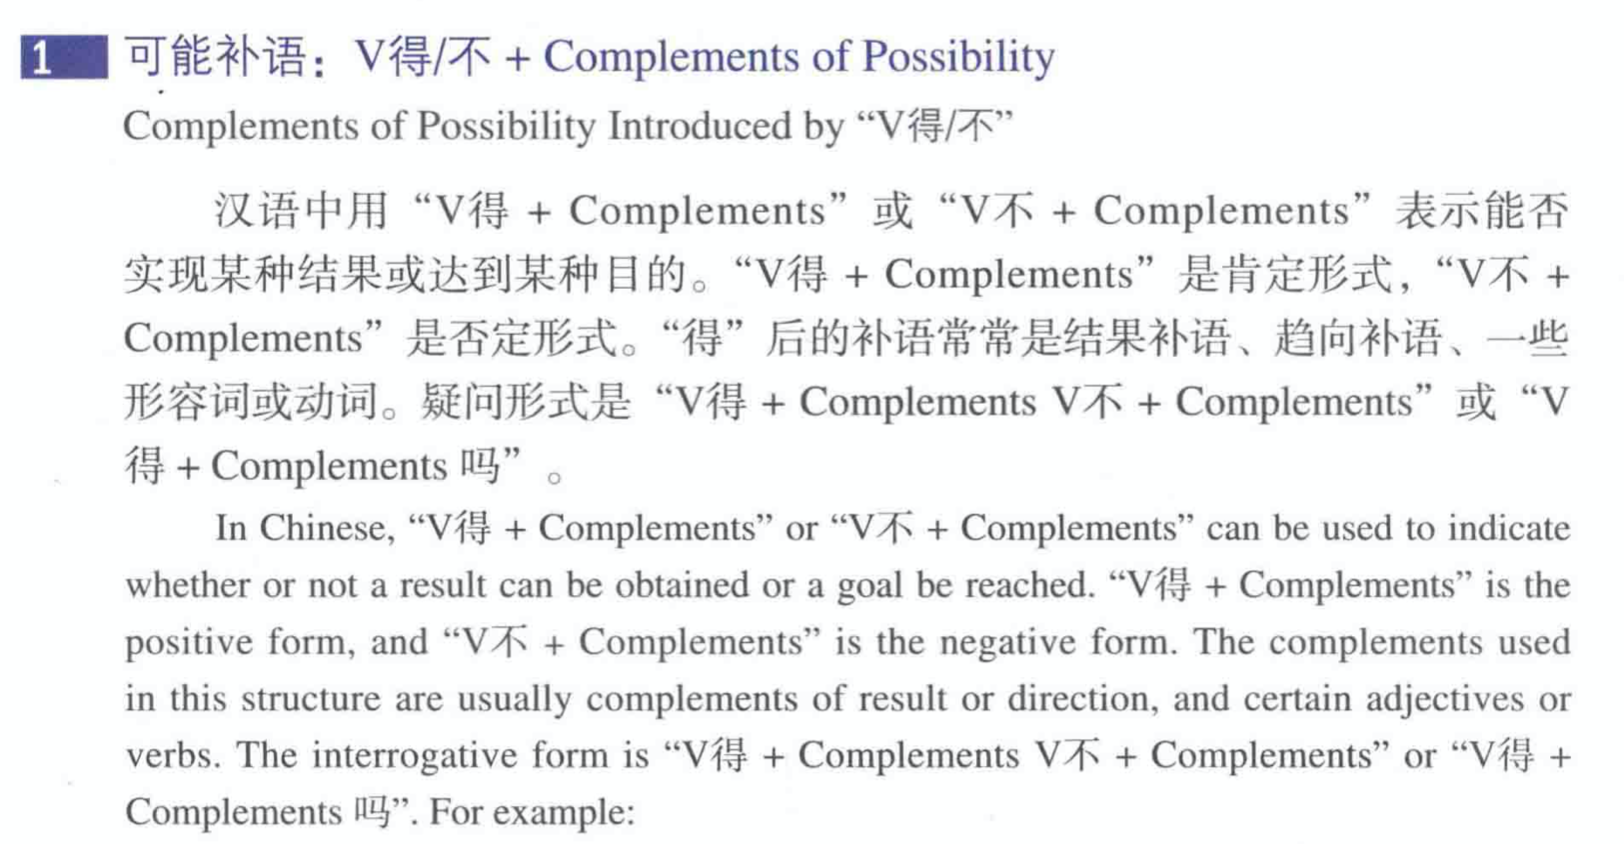 1 可能补语：V得/不 + Complements of Possibility
Complements of Possibility Introduced by “V得/不”
汉语中用 “V得 + Complements” 或 “V不 + Complements” 表示能否
实现某种结果或达到某种目的。“V得 + Complements” 是肯定形式，“V不 +
Complements” 是否定形式。“得” 后的补语常常是结果补语、趋向补语、一些
形容词或动词。疑问形式是 “V得 + Complements V不 + Complements” 或 “V
得 + Complements 吗” 。
In Chinese, “V得 + Complements” or “V不 + Complements” can be used to indicate
whether or not a result can be obtained or a goal be reached. “V得 + Complements” is the
positive form, and “V不 + Complements” is the negative form. The complements used
in this structure are usually complements of result or direction, and certain adjectives or
verbs. The interrogative form is “V得 + Complements V不 + Complements” or “V得 +
Complements 吗”. For example: